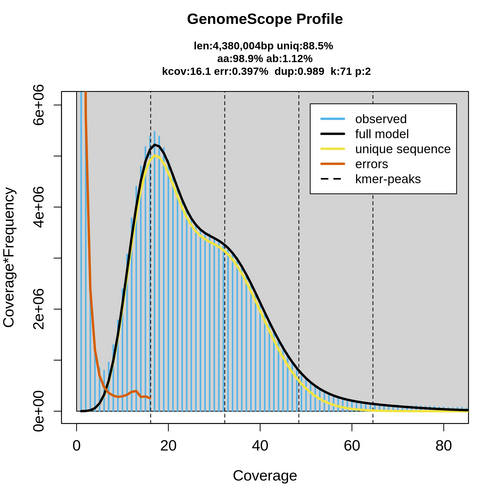 GenomeScope Profile
len:4,380,004bp uniq:88.5%
aa:98.9% ab:1.12%
kcov:16.1 err:0.397% dup:0.989 k:71 p:2
observed
full model
unique sequence
errors
kmer-peaks
Coverage*Frequency
6e+06
4e+06
2e+06
0e+00
0 20 40 60 80
Coverage